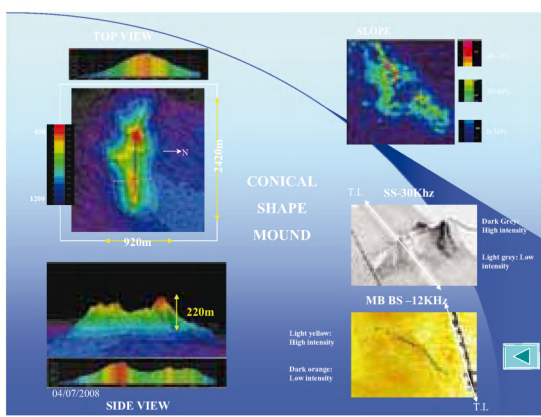 TOP VIEW
SLOPE
N
2420m
1200
920m
CONICAL
SHAPE
MOUND
T.L
SS-30Khz
Dark Grey:
High intensity
Light grey: Low
intensity
220m
MB BS –12KHz
Light yellow:
High intensity
Dark orange:
Low intensity
T.L
04/07/2008
SIDE VIEW